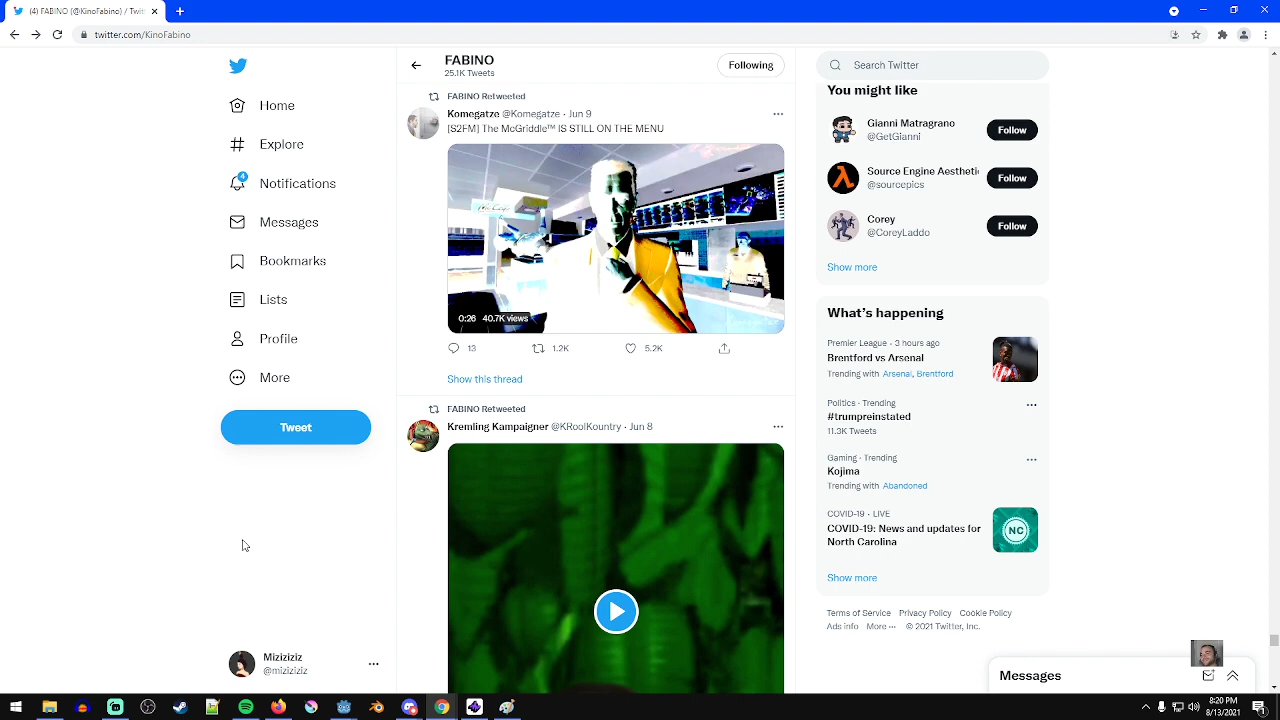 (4) FABINO (@KinoFabino) / Twit
twitter.com/KinoFabino
Home
Explore
4
Notifications
Messages
Bookmarks
Lists
Profile
More
Tweet
Miziziziz
@miziziziz
FABINO
25.1K Tweets
Following
FABINO Retweeted
Komegatze @Komegatze · Jun 9
[S2FM] The McGriddle™ IS STILL ON THE MENU
0:26 40.7K views
13 1.2K 5.2K
Show this thread
FABINO Retweeted
Kremling Kampaigner @KRoolKountry · Jun 8
Search Twitter
You might like
Gianni Matragrano
@GetGianni
Follow
Source Engine Aestheti
@sourcepics
Follow
Corey
@CoreyLaddo
Follow
Show more
What's happening
Premier League · 3 hours ago
Brentford vs Arsenal
Trending with Arsenal, Brentford
Politics · Trending
#trumpreinstated
11.3K Tweets
Gaming · Trending
Kojima
Trending with Abandoned
COVID-19 · LIVE
COVID-19: News and updates for
North Carolina
NC
Show more
Terms of Service Privacy Policy Cookie Policy
Ads info More ··· © 2021 Twitter, Inc.
Messages
8:20 PM
8/13/2021
1